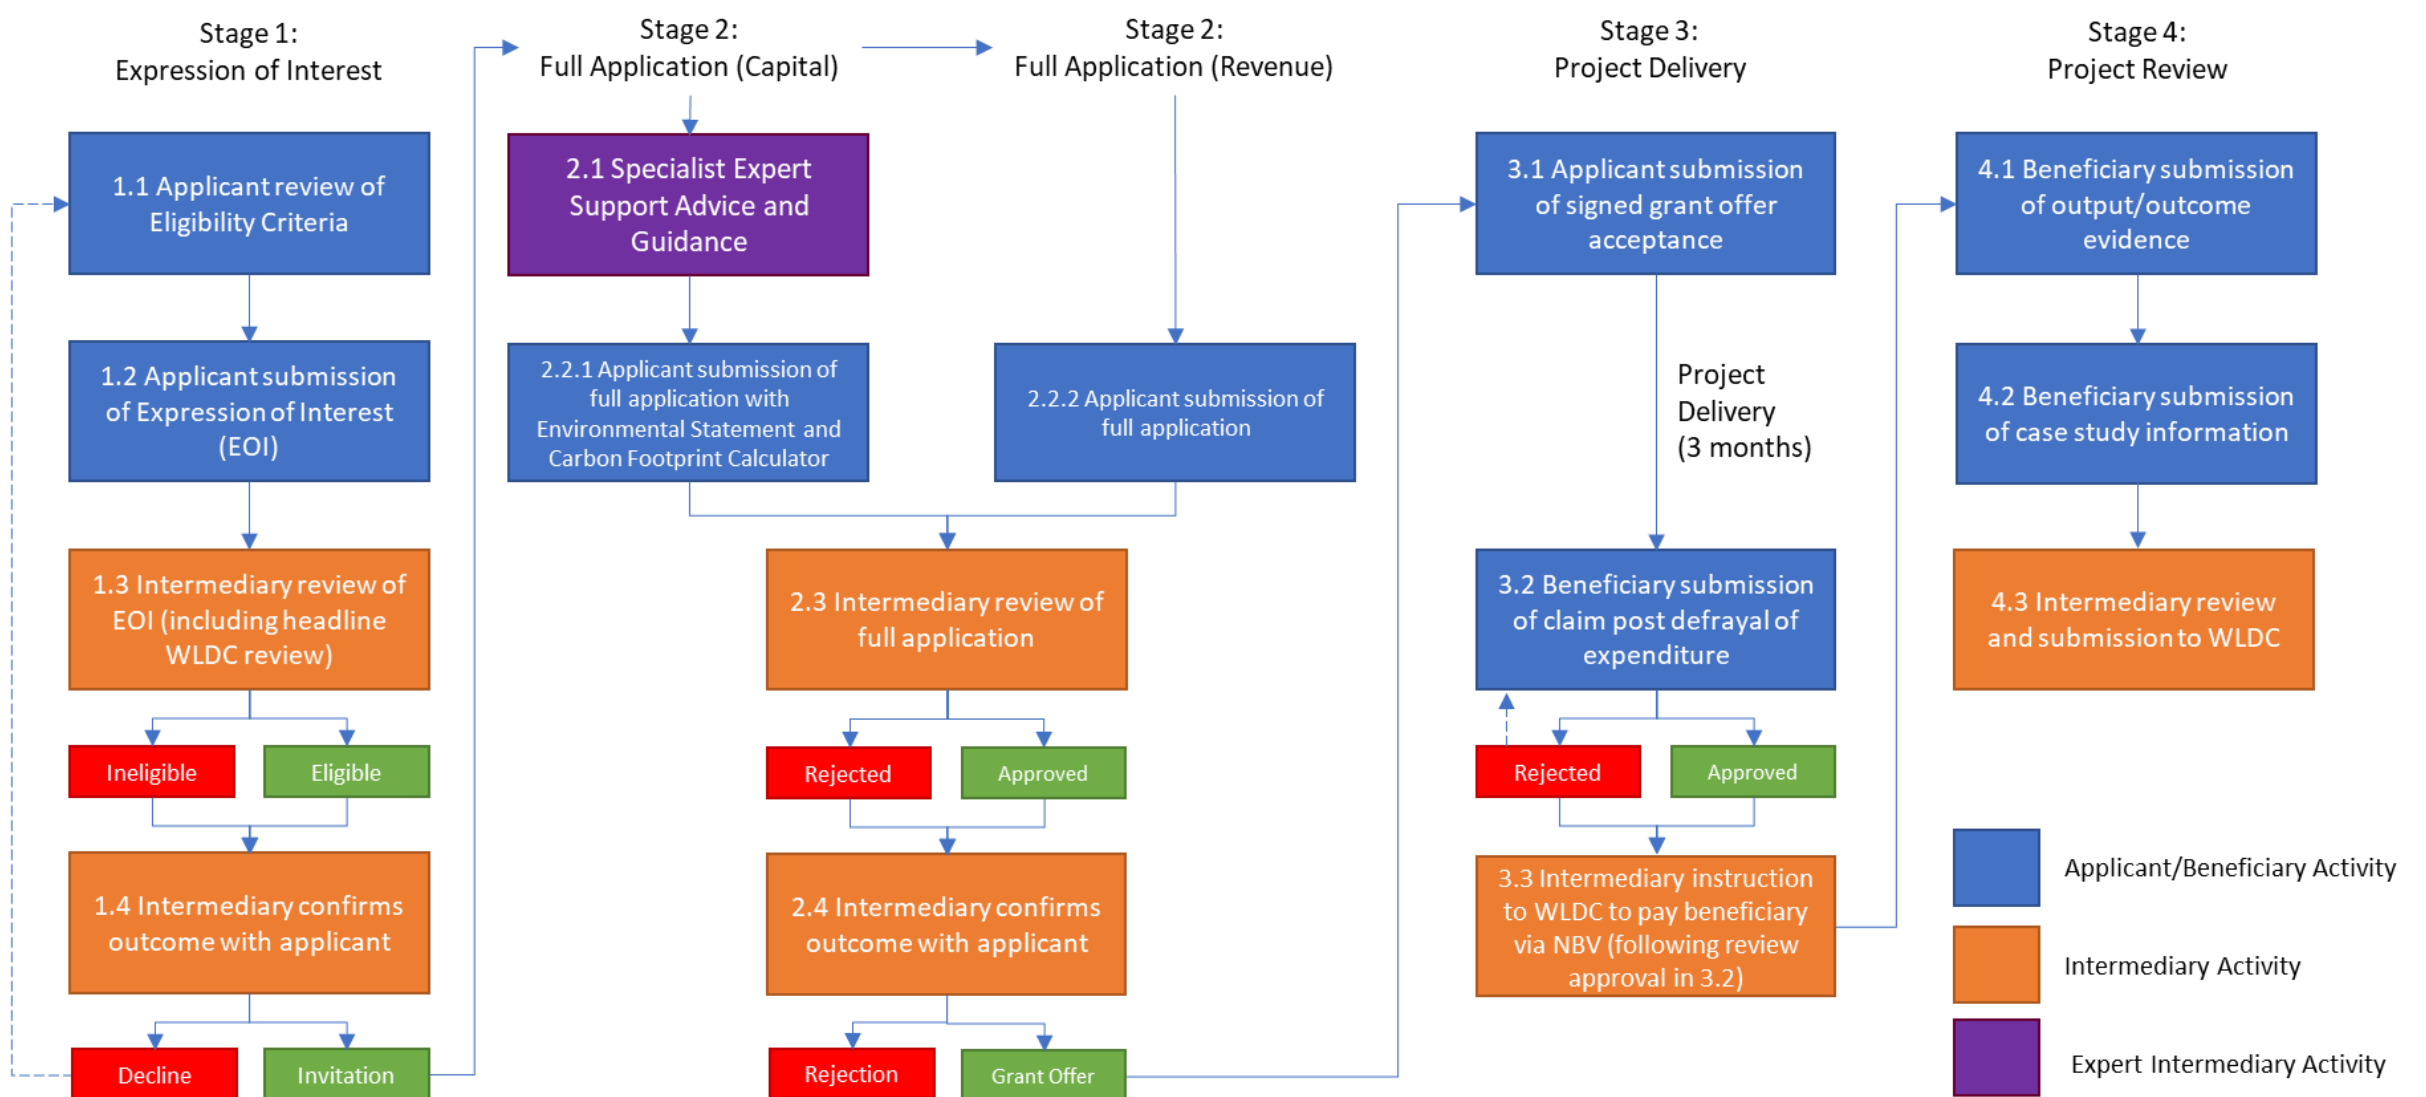 Stage 1:
Expression of Interest
1.1 Applicant review of
Eligibility Criteria
1.2 Applicant submission
of Expression of Interest
(EOI)
1.3 Intermediary review of
EOI (including headline
WLDC review)
Ineligible
Eligible
1.4 Intermediary confirms
outcome with applicant
Decline
Invitation
Stage 2:
Full Application (Capital)
2.1 Specialist Expert
Support Advice and
Guidance
2.2.1 Applicant submission of
full application with
Environmental Statement and
Carbon Footprint Calculator
Stage 2:
Full Application (Revenue)
2.2.2 Applicant submission of
full application
2.3 Intermediary review of
full application
Rejected
Approved
2.4 Intermediary confirms
outcome with applicant
Rejection
Grant Offer
Stage 3:
Project Delivery
3.1 Applicant submission
of signed grant offer
acceptance
Project
Delivery
(3 months)
3.2 Beneficiary submission
of claim post defrayal of
expenditure
Rejected
Approved
3.3 Intermediary instruction
to WLDC to pay beneficiary
via NBV (following review
approval in 3.2)
Stage 4:
Project Review
4.1 Beneficiary submission
of output/outcome
evidence
4.2 Beneficiary submission
of case study information
4.3 Intermediary review
and submission to WLDC
Applicant/Beneficiary Activity
Intermediary Activity
Expert Intermediary Activity